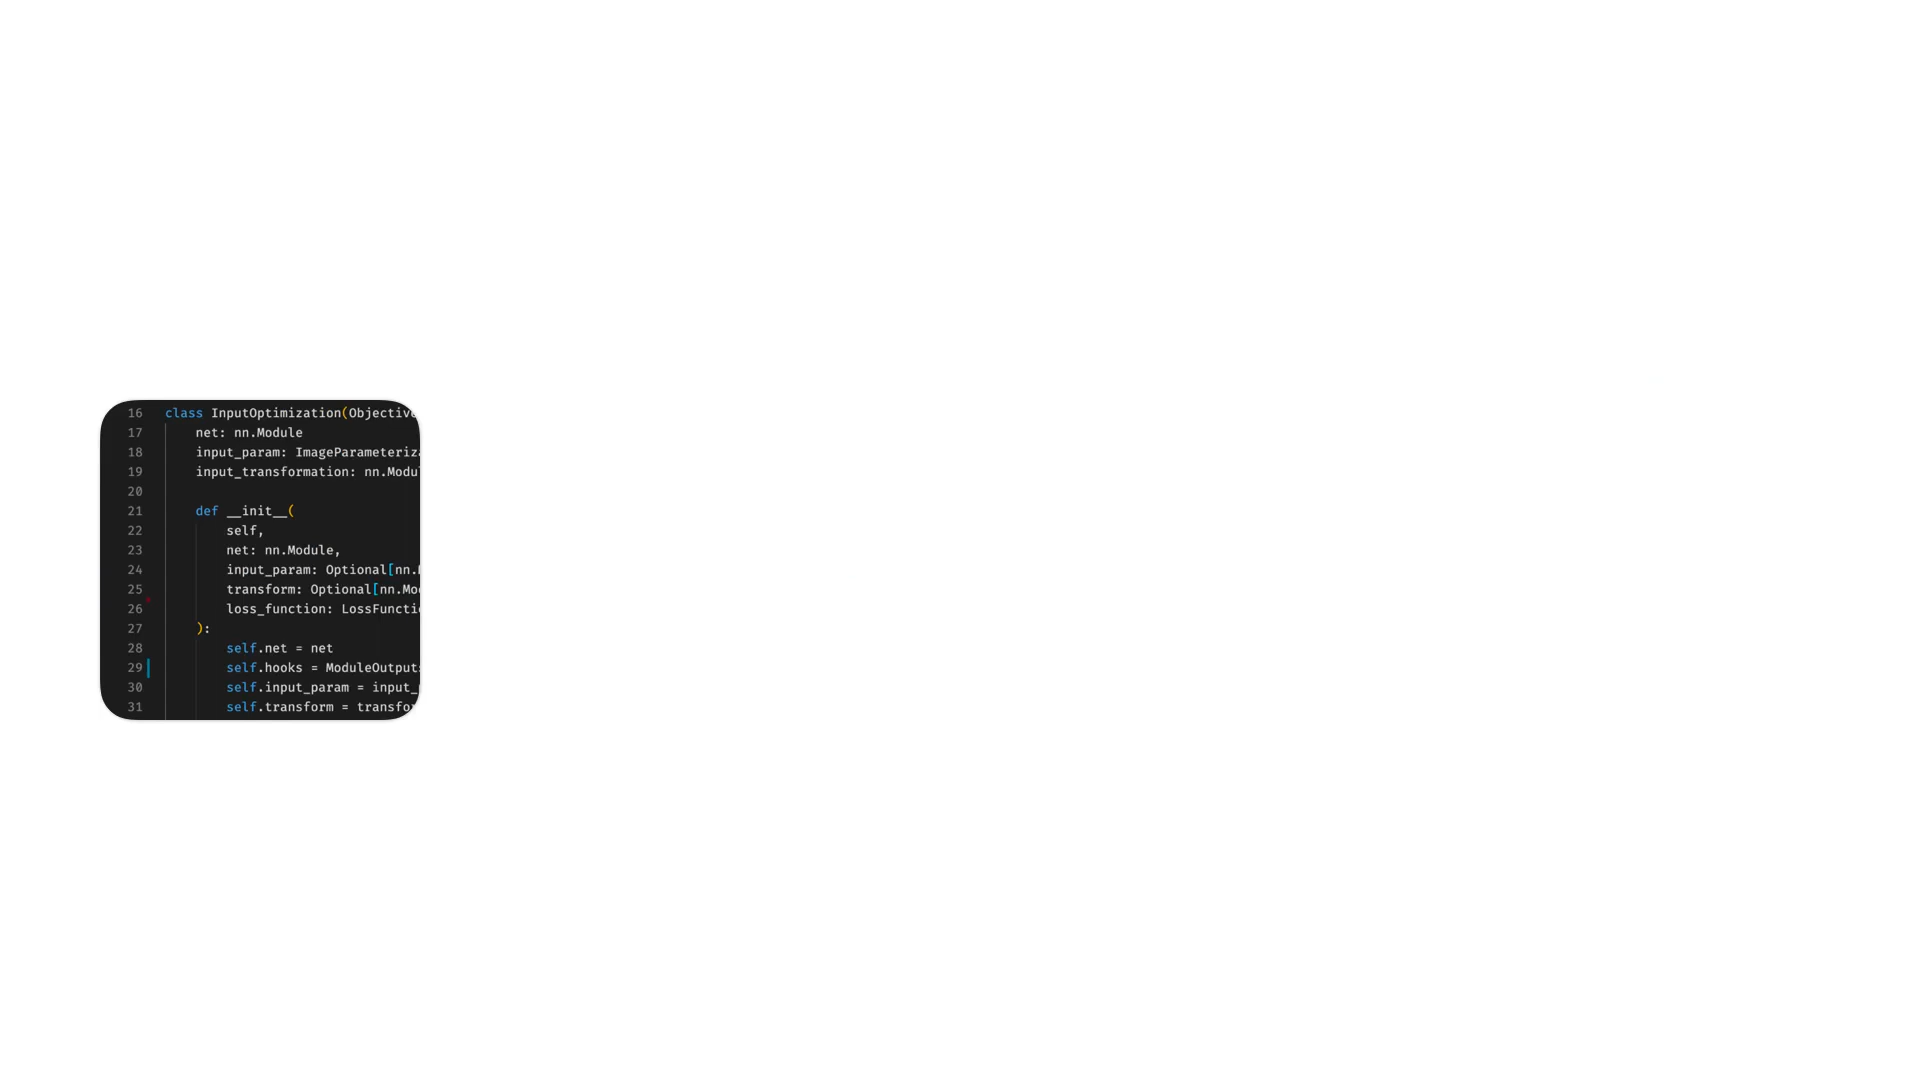 16 class InputOptimization(Objective
17 net: nn.Module
18 input_param: ImageParameteriz
19 input_transformation: nn.Modul
20
21 def __init__(
22 self,
23 net: nn.Module,
24 input_param: Optional[nn.
25 transform: Optional[nn.Mo
26 loss_function: LossFuncti
27 ):
28 self.net = net
29 self.hooks = ModuleOutput
30 self.input_param = input_
31 self.transform = transfo